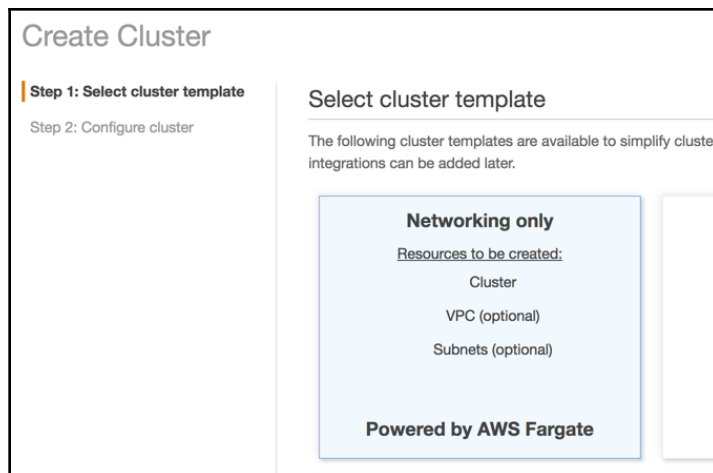 Create Cluster
Step 1: Select cluster template
Step 2: Configure cluster
Select cluster template
The following cluster templates are available to simplify cluste
integrations can be added later.
Networking only
Resources to be created:
Cluster
VPC (optional)
Subnets (optional)
Powered by AWS Fargate